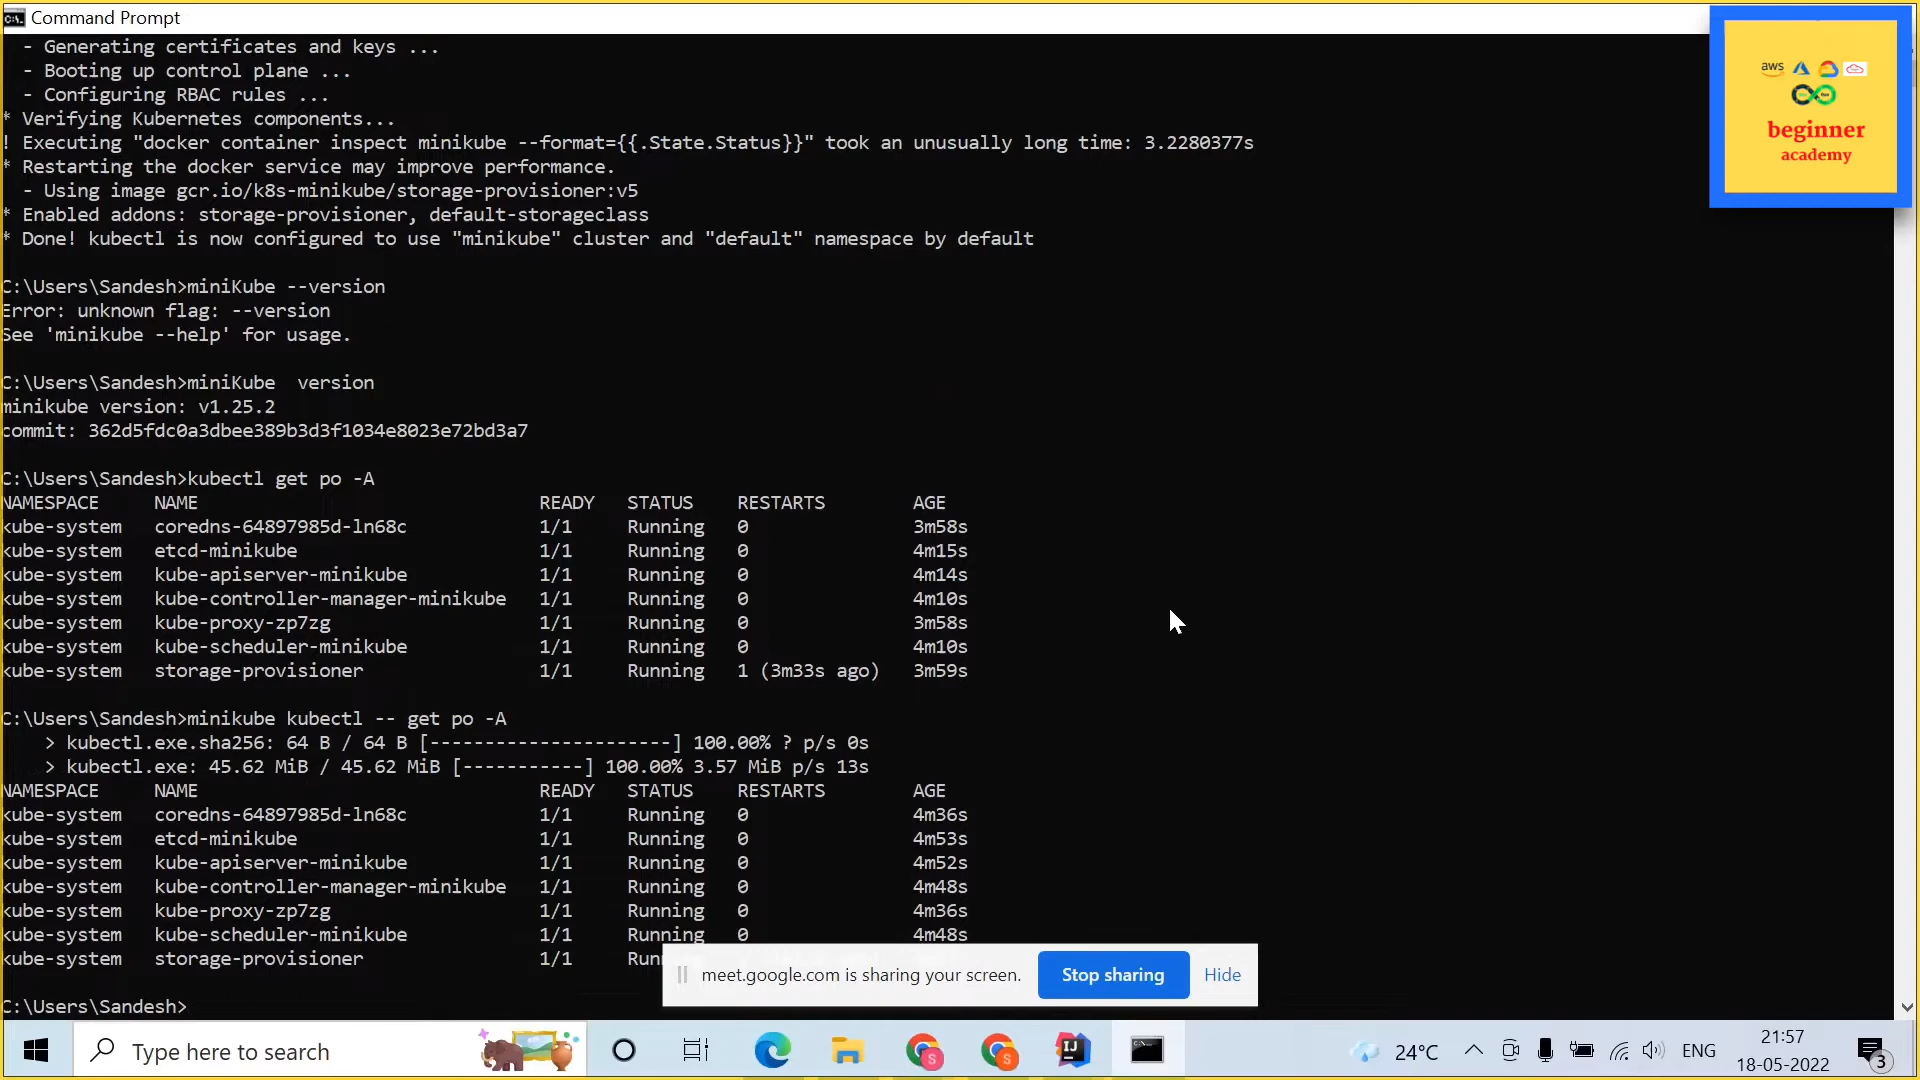 Command Prompt
- Generating certificates and keys ...
- Booting up control plane ...
- Configuring RBAC rules ...
* Verifying Kubernetes components...
! Executing "docker container inspect minikube --format={{.State.Status}}" took an unusually long time: 3.2280377s
* Restarting the docker service may improve performance.
- Using image gcr.io/k8s-minikube/storage-provisioner:v5
* Enabled addons: storage-provisioner, default-storageclass
* Done! kubectl is now configured to use "minikube" cluster and "default" namespace by default
C:\Users\Sandesh>miniKube --version
Error: unknown flag: --version
See 'minikube --help' for usage.
C:\Users\Sandesh>miniKube  version
minikube version: v1.25.2
commit: 362d5fdc0a3dbee389b3d3f1034e8023e72bd3a7
C:\Users\Sandesh>kubectl get po -A
NAMESPACE NAME READY STATUS RESTARTS AGE
kube-system coredns-64897985d-ln68c 1/1 Running 0 3m58s
kube-system etcd-minikube 1/1 Running 0 4m15s
kube-system kube-apiserver-minikube 1/1 Running 0 4m14s
kube-system kube-controller-manager-minikube 1/1 Running 0 4m10s
kube-system kube-proxy-zp7zg 1/1 Running 0 3m58s
kube-system kube-scheduler-minikube 1/1 Running 0 4m10s
kube-system storage-provisioner 1/1 Running 1 (3m33s ago) 3m59s
C:\Users\Sandesh>minikube kubectl -- get po -A
> kubectl.exe.sha256: 64 B / 64 B [----------------------] 100.00% ? p/s 0s
> kubectl.exe: 45.62 MiB / 45.62 MiB [-----------] 100.00% 3.57 MiB p/s 13s
NAMESPACE NAME READY STATUS RESTARTS AGE
kube-system coredns-64897985d-ln68c 1/1 Running 0 4m36s
kube-system etcd-minikube 1/1 Running 0 4m53s
kube-system kube-apiserver-minikube 1/1 Running 0 4m52s
kube-system kube-controller-manager-minikube 1/1 Running 0 4m48s
kube-system kube-proxy-zp7zg 1/1 Running 0 4m36s
kube-system kube-scheduler-minikube 1/1 Running 0 4m48s
kube-system storage-provisioner 1/1
C:\Users\Sandesh>
aws
beginner
academy
meet.google.com is sharing your screen. Stop sharing Hide
Type here to search
24°C
ENG
21:57
18-05-2022
3